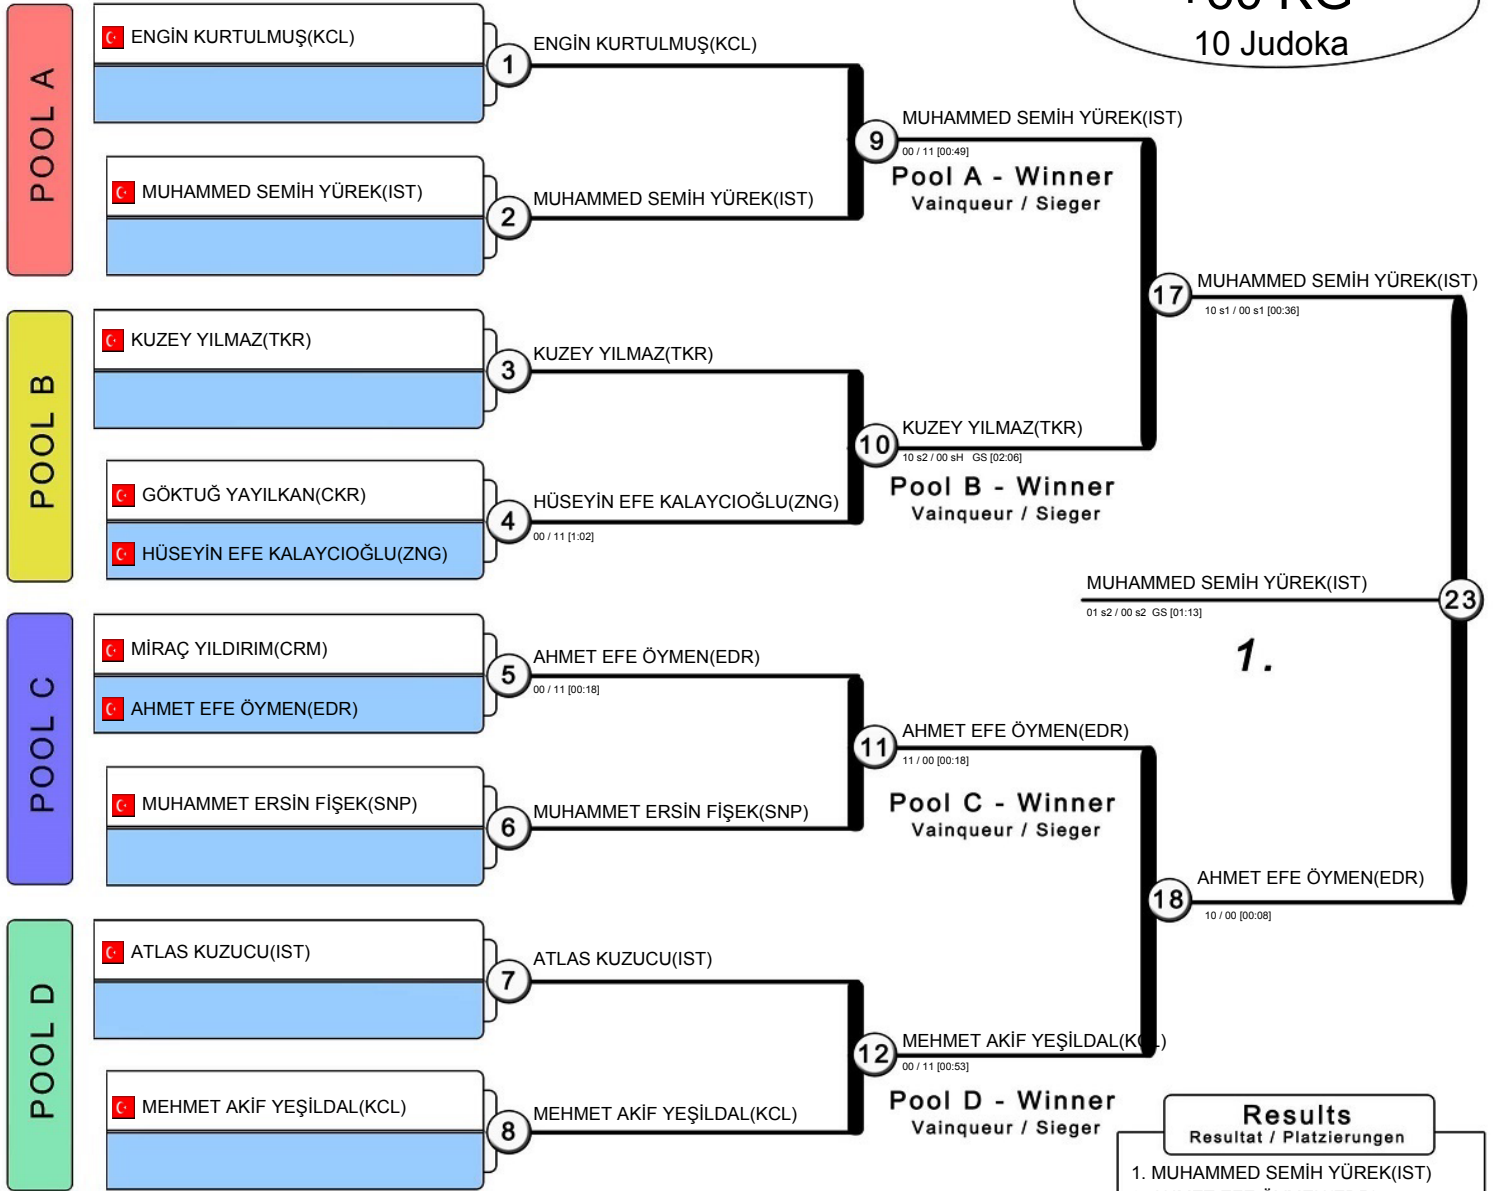 KG
10 Judoka
POOL A
ENGİN KURTULMUŞ(KCL)
1
ENGİN KURTULMUŞ(KCL)
MUHAMMED SEMİH YÜREK(IST)
2
MUHAMMED SEMİH YÜREK(IST)
9
MUHAMMED SEMİH YÜREK(IST)
00 / 11 [00:49]
Pool A - Winner
Vainqueur / Sieger
POOL B
KUZEY YILMAZ(TKR)
3
KUZEY YILMAZ(TKR)
GÖKTUĞ YAYILKAN(CKR)
HÜSEYİN EFE KALAYCIOĞLU(ZNG)
4
HÜSEYİN EFE KALAYCIOĞLU(ZNG)
00 / 11 [1:02]
10
KUZEY YILMAZ(TKR)
10 s2 / 00 sH GS [02:06]
Pool B - Winner
Vainqueur / Sieger
17
MUHAMMED SEMİH YÜREK(IST)
10 s1 / 00 s1 [00:36]
MUHAMMED SEMİH YÜREK(IST)
23
01 s2 / 00 s2 GS [01:13]
1.
POOL C
MİRAÇ YILDIRIM(CRM)
AHMET EFE ÖYMEN(EDR)
5
AHMET EFE ÖYMEN(EDR)
00 / 11 [00:18]
MUHAMMET ERSİN FİŞEK(SNP)
6
MUHAMMET ERSİN FİŞEK(SNP)
11
AHMET EFE ÖYMEN(EDR)
11 / 00 [00:18]
Pool C - Winner
Vainqueur / Sieger
18
AHMET EFE ÖYMEN(EDR)
10 / 00 [00:08]
POOL D
ATLAS KUZUCU(IST)
7
ATLAS KUZUCU(IST)
MEHMET AKİF YEŞİLDAL(KCL)
8
MEHMET AKİF YEŞİLDAL(KCL)
12
MEHMET AKİF YEŞİLDAL(KCL)
00 / 11 [00:53]
Pool D - Winner
Vainqueur / Sieger
Results
Resultat / Platzierungen
1. MUHAMMED SEMİH YÜREK(IST)